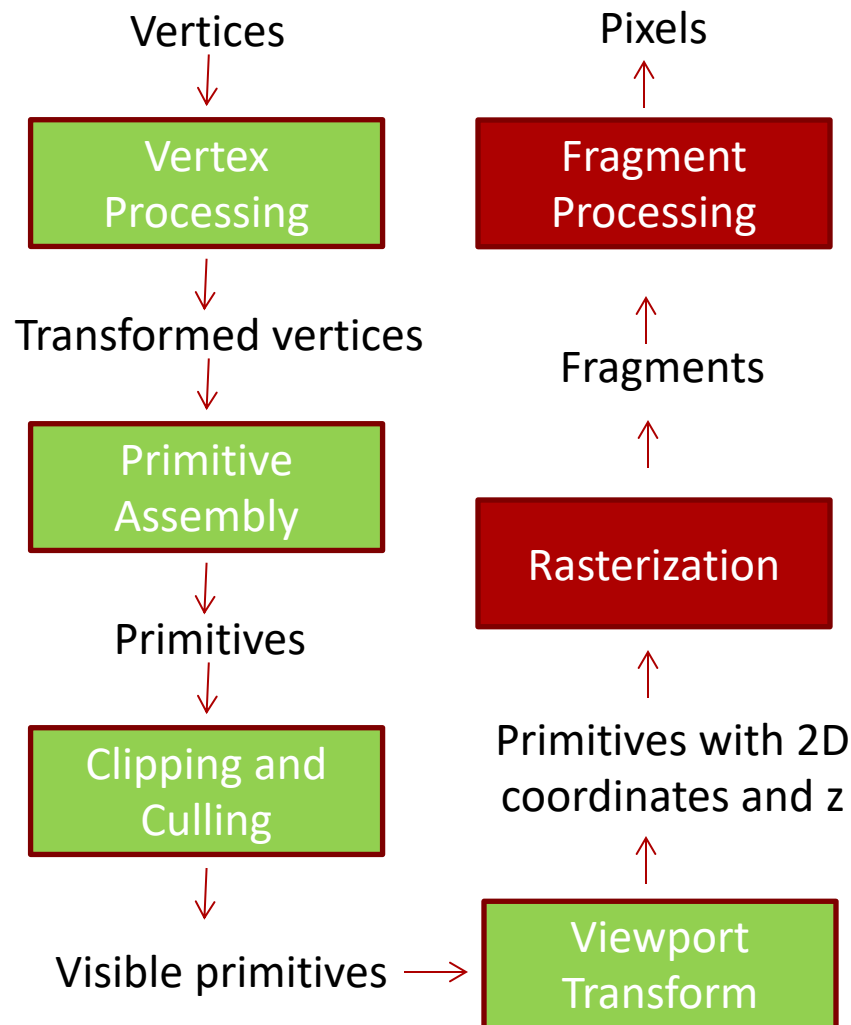 Vertices
Vertex
Processing
Transformed vertices
Primitive
Assembly
Primitives
Clipping and
Culling
Visible primitives
Viewport
Transform
Primitives with 2D
coordinates and z
Rasterization
Fragments
Fragment
Processing
Pixels